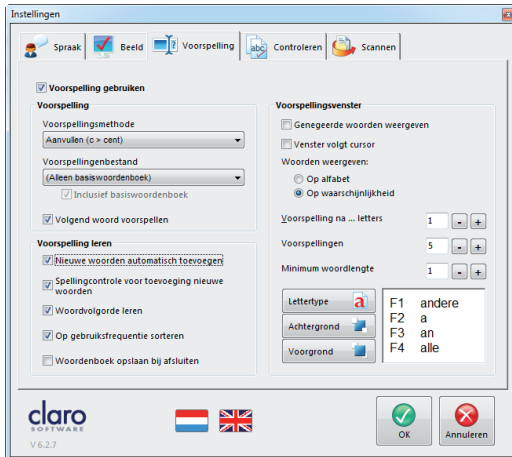 Instellingen
Spraak
Beeld
Voorspelling
Controleren
Scannen
Voorspelling gebruiken
Voorspelling
Voorspellingsmethode
Aanvullen (c > cent)
Voorspellingenbestand
(Alleen basiswoordenboek)
Inclusief basiswoordenboek
Volgend woord voorspellen
Voorspelling leren
Nieuwe woorden automatisch toevoegen
Spellingcontrole voor toevoeging nieuwe
woorden
Woordvolgorde leren
Op gebruiksfrequentie sorteren
Woordenboek opslaan bij afsluiten
Voorspellingsvenster
Genegeerde woorden weergeven
Venster volgt cursor
Woorden weergeven:
Op alfabet
Op waarschijnlijkheid
Voorspelling na ... letters 1 - +
Voorspellingen 5 - +
Minimum woordlengte 1 - +
Lettertype a
Achtergrond
Voorgrond
F1 andere
F2 a
F3 an
F4 alle
claro
SOFTWARE
V 6.2.7
OK
Annuleren